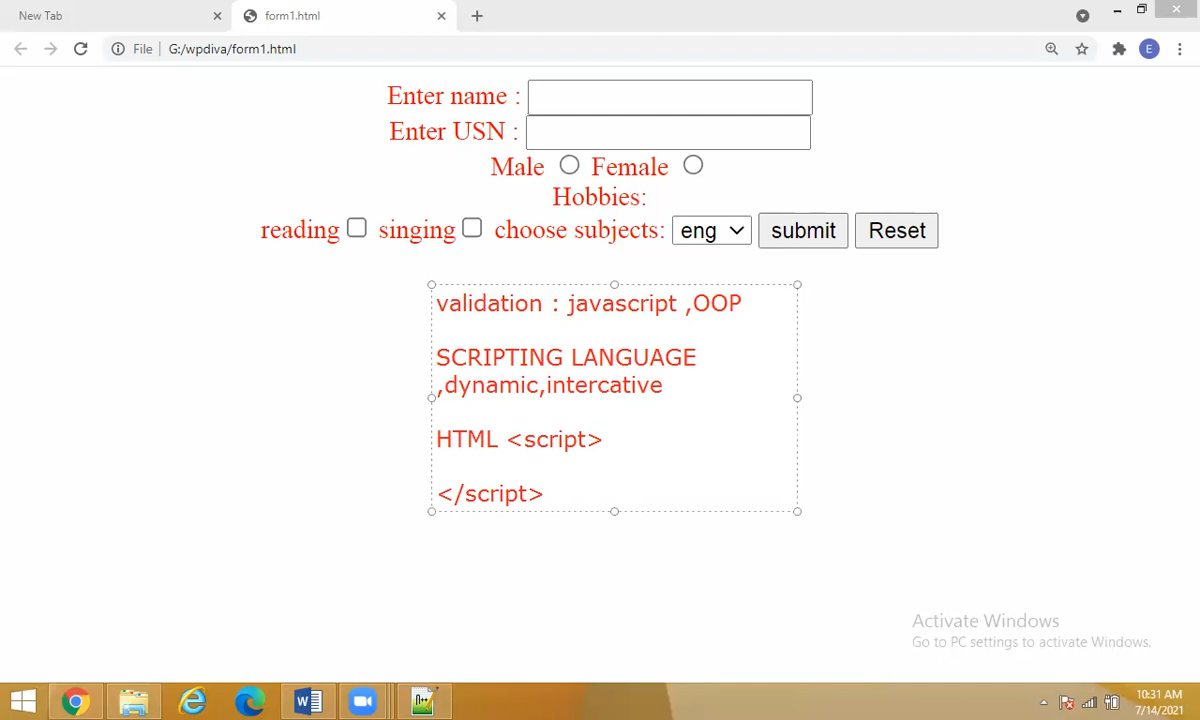 New Tab
form1.html
File
G:/wpdiva/form1.html
E
Enter name :
Enter USN :
Male Female
Hobbies:
reading singing choose subjects: eng submit Reset
validation : javascript ,OOP
SCRIPTING LANGUAGE
,dynamic,intercative
HTML <script>
</script>
Activate Windows
Go to PC settings to activate Windows.
10:31 AM
7/14/2021